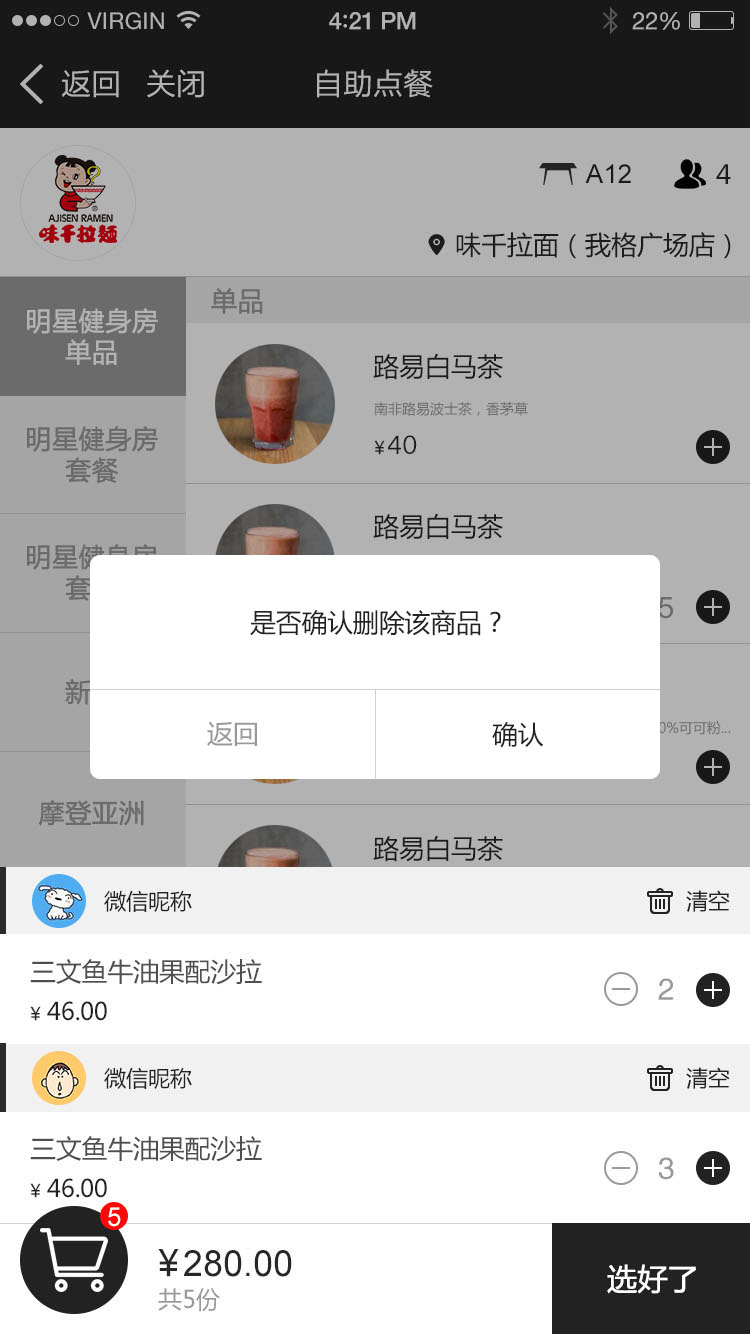 VIRGIN 4:21 PM 22%
返回 关闭 自助点餐
AJISEN RAMEN
味千拉麺
A12 4
味千拉面（我格广场店）
明星健身房
单品
明星健身房
套餐
明星健身房
套
新
摩登亚洲
单品
路易白马茶
南非路易波士茶，香茅草
¥40
路易白马茶
5
0%可可粉...
路易白马茶
是否确认删除该商品？
返回 确认
微信昵称 清空
三文鱼牛油果配沙拉
¥ 46.00
2
微信昵称 清空
三文鱼牛油果配沙拉
¥ 46.00
3
5
¥280.00
共5份
选好了